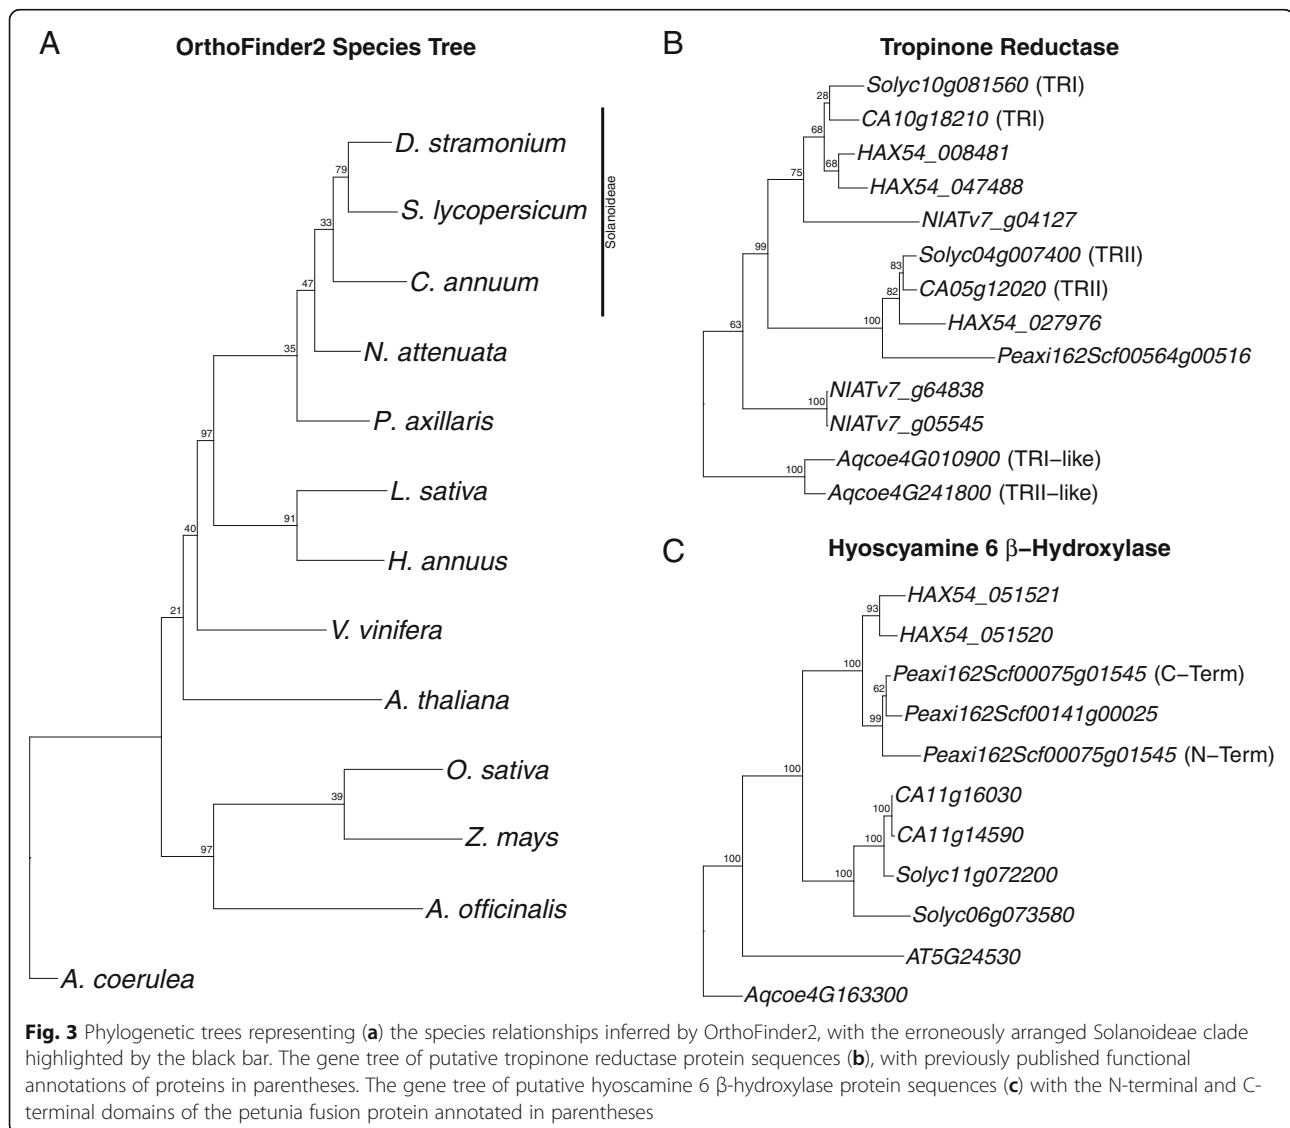 A
OrthoFinder2 Species Tree
D. stramonium
79
S. lycopersicum
Solanoideae
33
C. annuum
47
N. attenuata
35
P. axillaris
97
L. sativa
91
H. annuus
40
V. vinifera
21
A. thaliana
O. sativa
39
Z. mays
97
A. officinalis
A. coerulea
B
Tropinone Reductase
Solyc10g081560 (TRI)
28
CA10g18210 (TRI)
68
HAX54_008481
68
HAX54_047488
75
NIATv7_g04127
99
Solyc04g007400 (TRII)
83
CA05g12020 (TRII)
82
HAX54_027976
100
Peaxi162Scf00564g00516
63
NIATv7_g64838
100
NIATv7_g05545
Aqcoe4G010900 (TRI–like)
100
Aqcoe4G241800 (TRII–like)
C
Hyoscyamine 6 β–Hydroxylase
HAX54_051521
93
HAX54_051520
100
Peaxi162Scf00075g01545 (C–Term)
62
Peaxi162Scf00141g00025
99
Peaxi162Scf00075g01545 (N–Term)
100
CA11g16030
100
CA11g14590
100
Solyc11g072200
100
Solyc06g073580
100
AT5G24530
Aqcoe4G163300
Fig. 3 Phylogenetic trees representing (a) the species relationships inferred by OrthoFinder2, with the erroneously arranged Solanoideae clade
highlighted by the black bar. The gene tree of putative tropinone reductase protein sequences (b), with previously published functional
annotations of proteins in parentheses. The gene tree of putative hyoscamine 6 β-hydroxylase protein sequences (c) with the N-terminal and C-
terminal domains of the petunia fusion protein annotated in parentheses